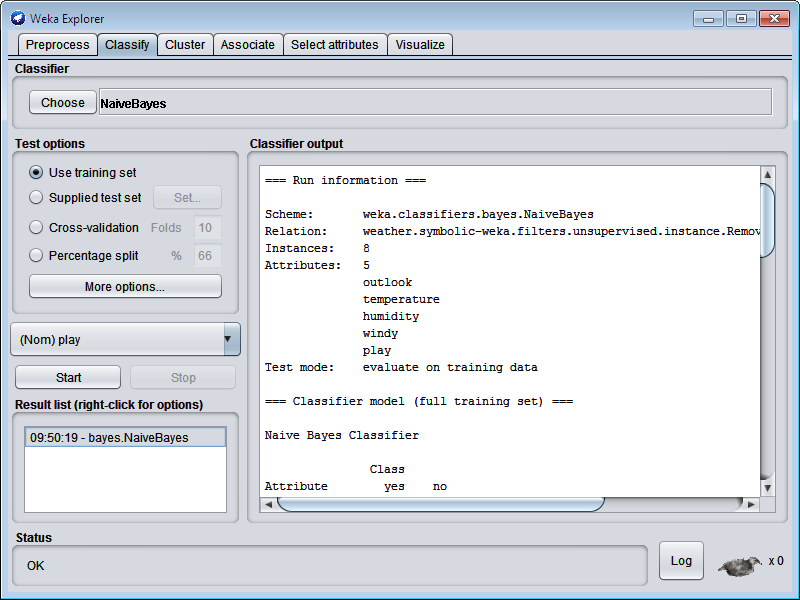 Weka Explorer
Preprocess Classify Cluster Associate Select attributes Visualize
Classifier
Choose NaiveBayes
Test options
Use training set
Supplied test set Set...
Cross-validation Folds 10
Percentage split % 66
More options...
(Nom) play
Start Stop
Result list (right-click for options)
09:50:19 - bayes.NaiveBayes
Classifier output
=== Run information ===
Scheme: weka.classifiers.bayes.NaiveBayes
Relation: weather.symbolic-weka.filters.unsupervised.instance.Remov
Instances: 8
Attributes: 5
outlook
temperature
humidity
windy
play
Test mode: evaluate on training data
=== Classifier model (full training set) ===
Naive Bayes Classifier
Class
Attribute yes no
Status
OK
Log x 0